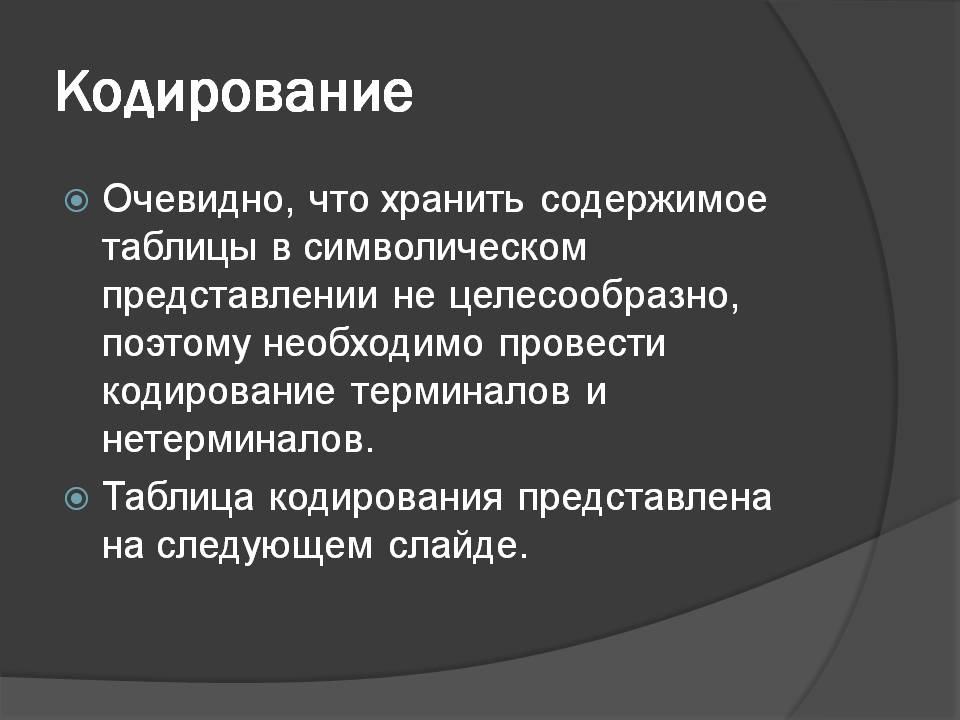 Кодирование
Очевидно, что хранить содержимое
таблицы в символическом
представлении не целесообразно,
поэтому необходимо провести
кодирование терминалов и
нетерминалов.
Таблица кодирования представлена
на следующем слайде.